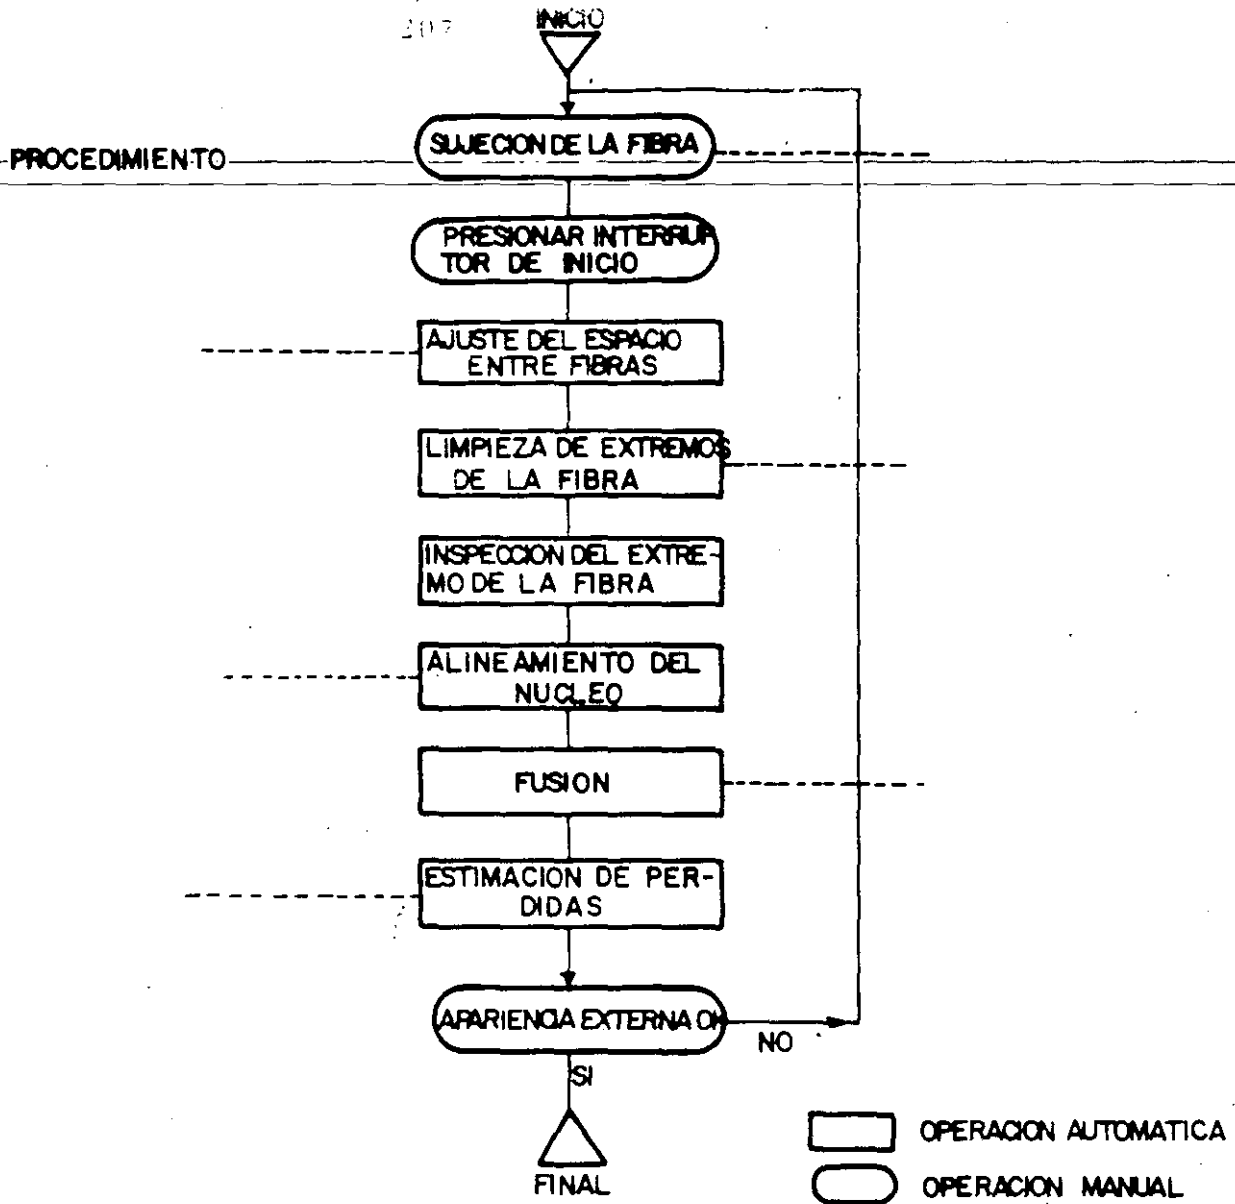 INICIO
SUJECION DE LA FIBRA
PROCEDIMIENTO
PRESIONAR INTERRUP
TOR DE INICIO
AJUSTE DEL ESPACIO
ENTRE FIBRAS
LIMPIEZA DE EXTREMOS
DE LA FIBRA
INSPECCION DEL EXTRE-
MO DE LA FIBRA
ALINEAMIENTO DEL
NUCLEO
FUSION
ESTIMACION DE PER-
DIDAS
APARIENCIA EXTERNA OK
NO
SI
FINAL
OPERACION AUTOMATICA
OPERACION MANUAL